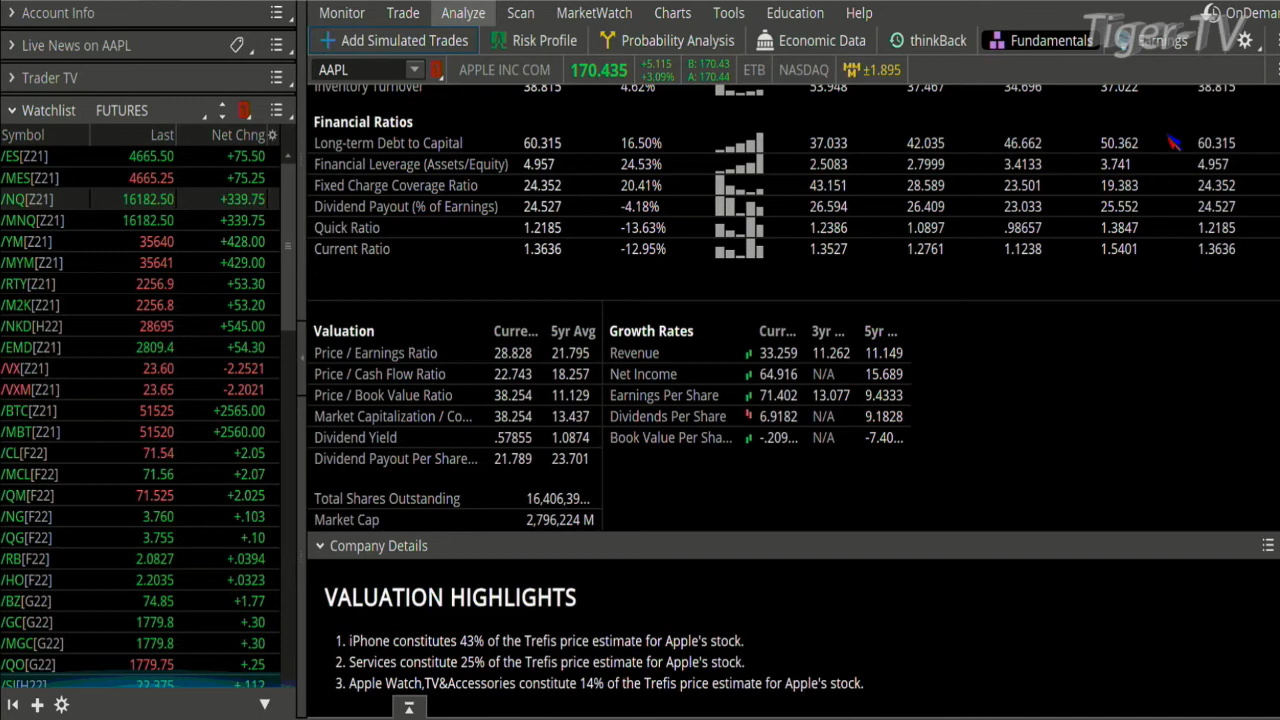 Account Info
Monitor Trade Analyze Scan MarketWatch Charts Tools Education Help OnDeman
Tiger TV
Live News on AAPL
Add Simulated Trades Risk Profile Probability Analysis Economic Data thinkBack Fundamentals Earnings
Trader TV
AAPL APPLE INC COM 170.435 +5.115 +3.09% B: 170.43 A: 170.44 ETB NASDAQ ±1.895
Watchlist FUTURES
Symbol Last Net Chng
/ES[Z21] 4665.50 +75.50
/MES[Z21] 4665.25 +75.25
/NQ[Z21] 16182.50 +339.75
/MNQ[Z21] 16182.50 +339.75
/YM[Z21] 35640 +428.00
/MYM[Z21] 35641 +429.00
/RTY[Z21] 2256.9 +53.30
/M2K[Z21] 2256.8 +53.20
/NKD[H22] 28695 +545.00
/EMD[Z21] 2809.4 +54.30
/VX[Z21] 23.60 -2.2521
/VXM[Z21] 23.65 -2.2021
/BTC[Z21] 51525 +2565.00
/MBT[Z21] 51520 +2560.00
/CL[F22] 71.54 +2.05
/MCL[F22] 71.56 +2.07
/QM[F22] 71.525 +2.025
/NG[F22] 3.760 +.103
/QG[F22] 3.755 +.10
/RB[F22] 2.0827 +.0394
/HO[F22] 2.2035 +.0323
/BZ[G22] 74.85 +1.77
/GC[G22] 1779.8 +.30
/MGC[G22] 1779.8 +.30
/QO[G22] 1779.75 +.25
/SI[H22] 22.375 +.112
Inventory Turnover 38.815 4.62% 53.948 37.467 34.696 37.022 38.815
Financial Ratios
Long-term Debt to Capital 60.315 16.50% 37.033 42.035 46.662 50.362 60.315
Financial Leverage (Assets/Equity) 4.957 24.53% 2.5083 2.7999 3.4133 3.741 4.957
Fixed Charge Coverage Ratio 24.352 20.41% 43.151 28.589 23.501 19.383 24.352
Dividend Payout (% of Earnings) 24.527 -4.18% 26.594 26.409 23.033 25.552 24.527
Quick Ratio 1.2185 -13.63% 1.2386 1.0897 .98657 1.3847 1.2185
Current Ratio 1.3636 -12.95% 1.3527 1.2761 1.1238 1.5401 1.3636
Valuation Curre... 5yr Avg
Price / Earnings Ratio 28.828 21.795
Price / Cash Flow Ratio 22.743 18.257
Price / Book Value Ratio 38.254 11.129
Market Capitalization / Co... 38.254 13.437
Dividend Yield .57855 1.0874
Dividend Payout Per Share... 21.789 23.701
Total Shares Outstanding 16,406,39...
Market Cap 2,796,224 M
Growth Rates Curr... 3yr ... 5yr ...
Revenue 33.259 11.262 11.149
Net Income 64.916 N/A 15.689
Earnings Per Share 71.402 13.077 9.4333
Dividends Per Share 6.9182 N/A 9.1828
Book Value Per Sha... -.209... N/A -7.40...
Company Details
VALUATION HIGHLIGHTS
1. iPhone constitutes 43% of the Trefis price estimate for Apple's stock.
2. Services constitute 25% of the Trefis price estimate for Apple's stock.
3. Apple Watch,TV&Accessories constitute 14% of the Trefis price estimate for Apple's stock.